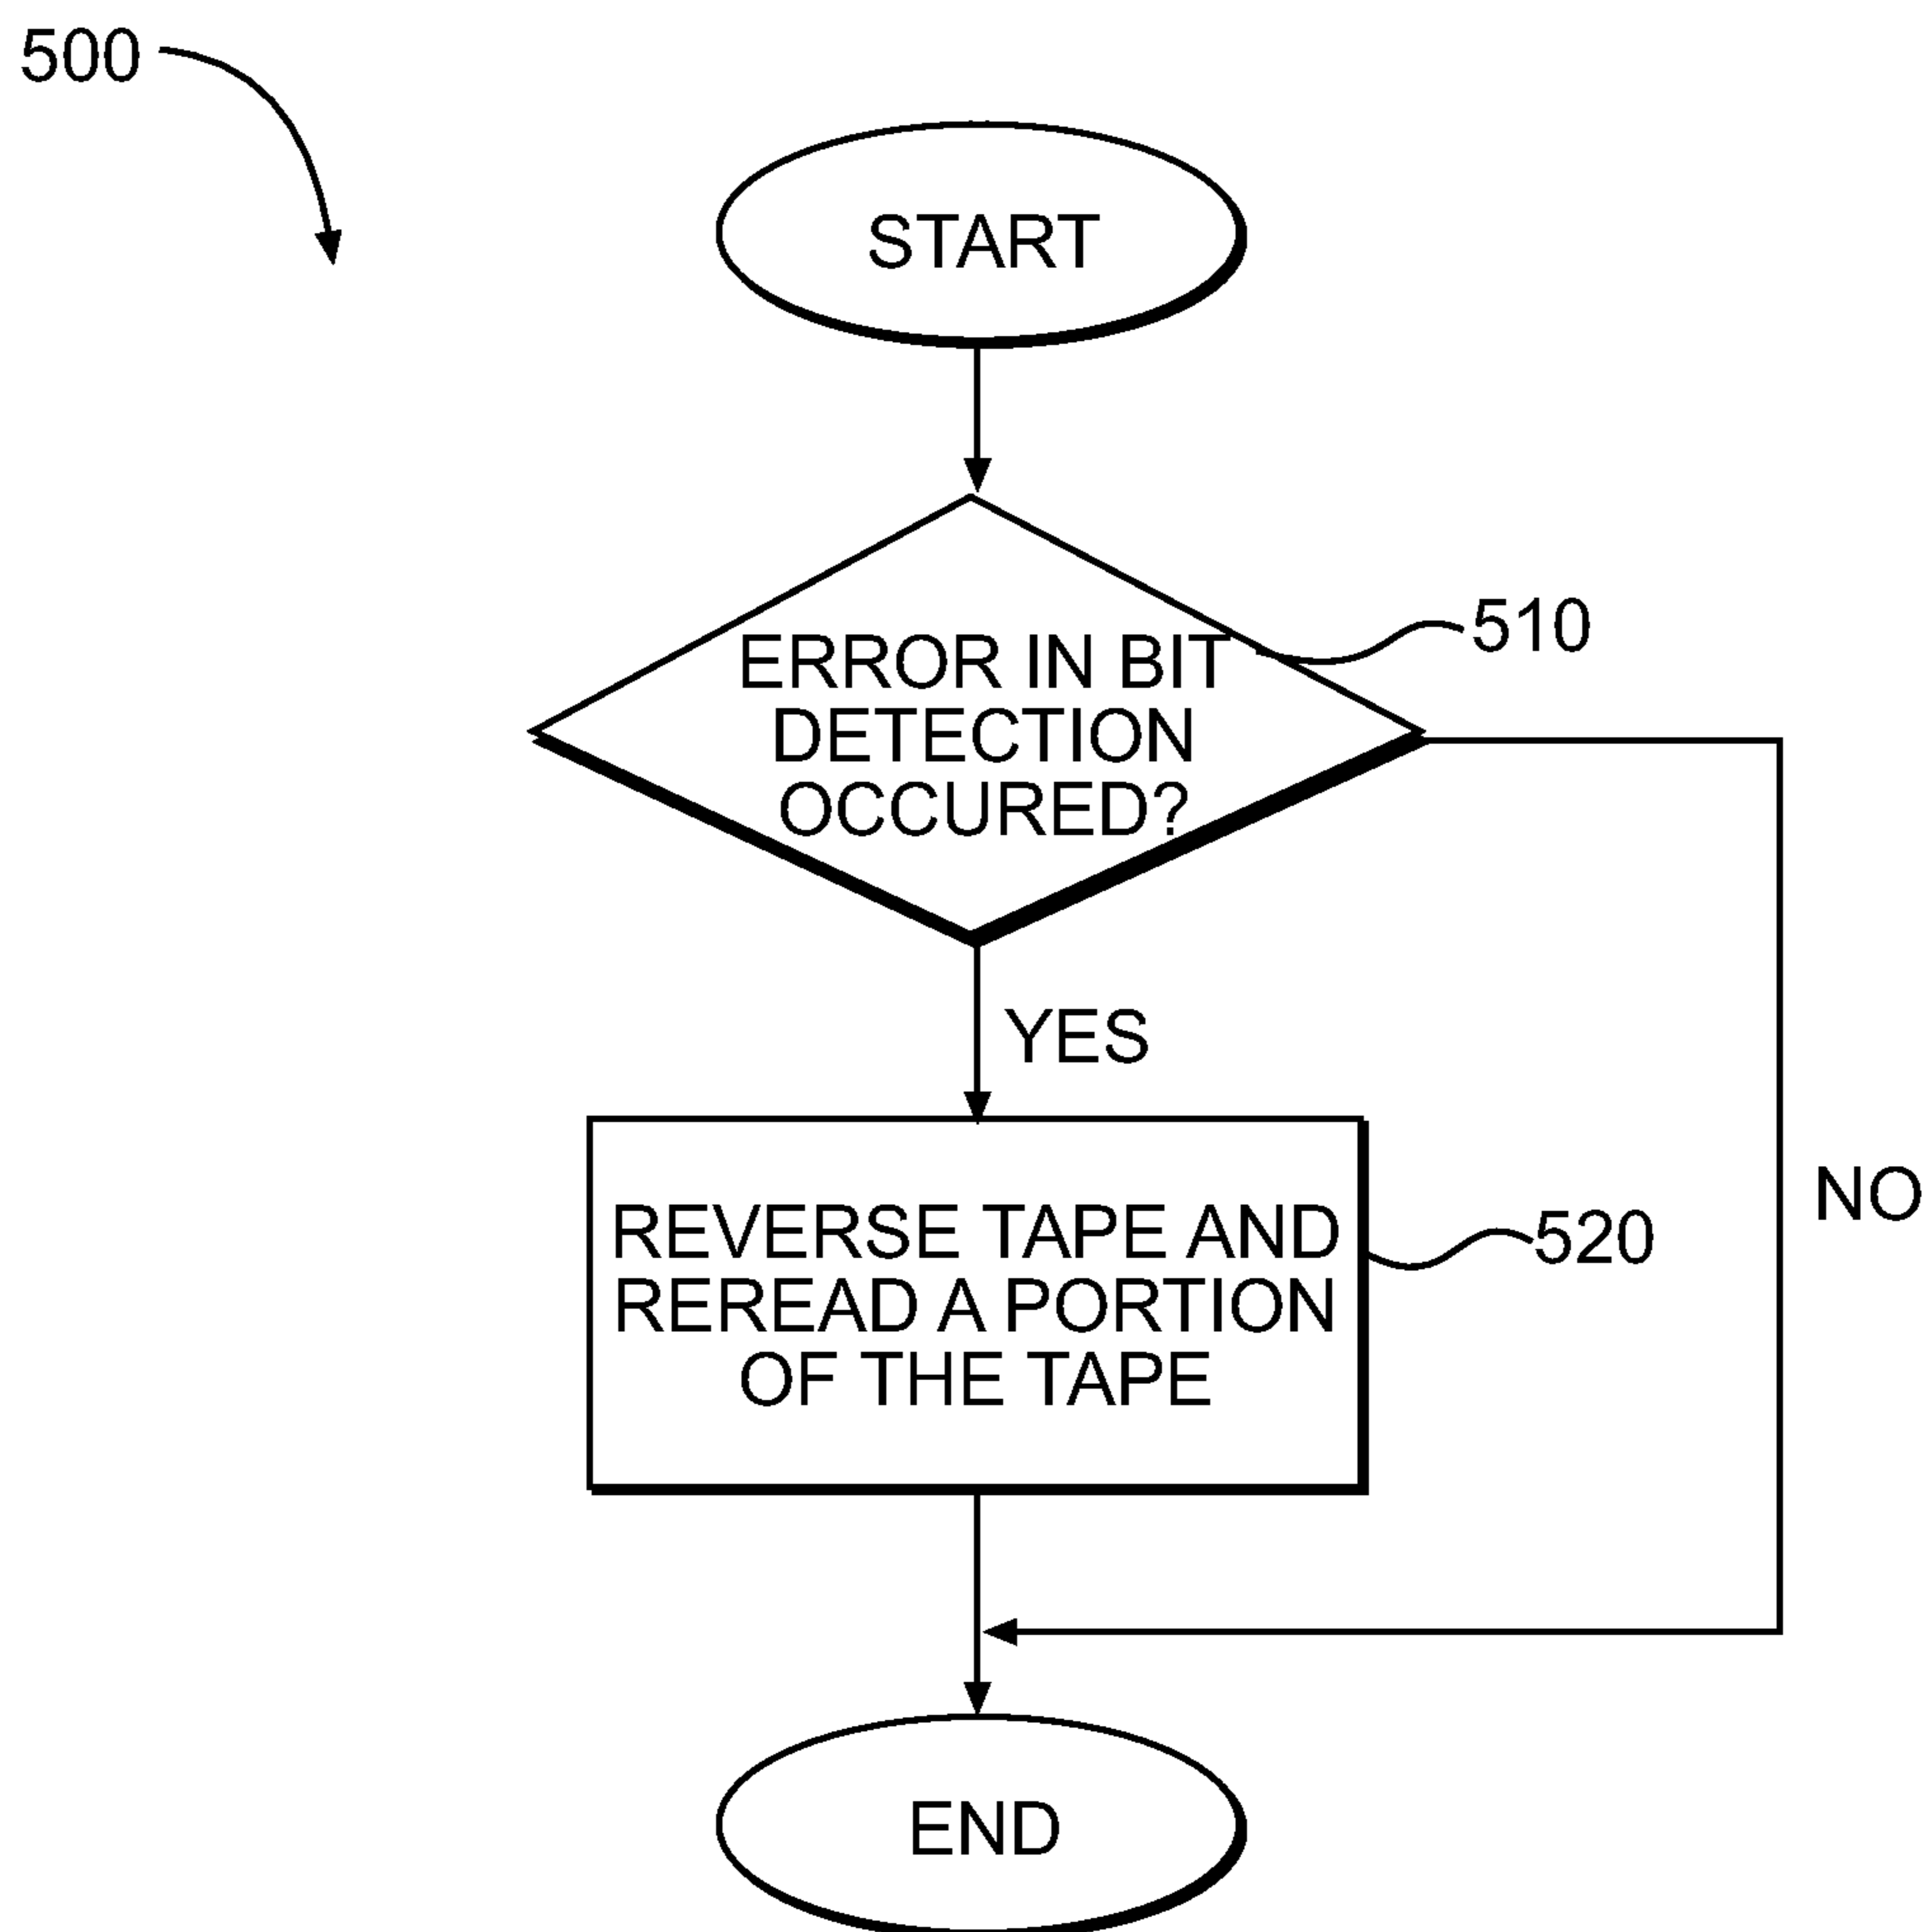 500
START
ERROR IN BIT
DETECTION
OCCURED?
510
YES
NO
REVERSE TAPE AND
REREAD A PORTION
OF THE TAPE
520
END